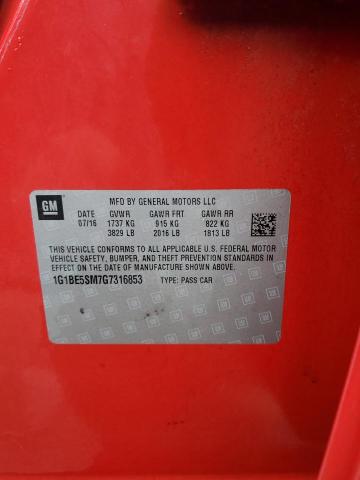 GM
MFD BY GENERAL MOTORS LLC
DATE GVWR GAWR FRT GAWR RR
07/16 1737 KG 915 KG 822 KG
3829 LB 2016 LB 1813 LB
THIS VEHICLE CONFORMS TO ALL APPLICABLE U.S. FEDERAL MOTOR
VEHICLE SAFETY, BUMPER, AND THEFT PREVENTION STANDARDS IN
EFFECT ON THE DATE OF MANUFACTURE SHOWN ABOVE.
1G1BE5SM7G7316853 TYPE: PASS CAR